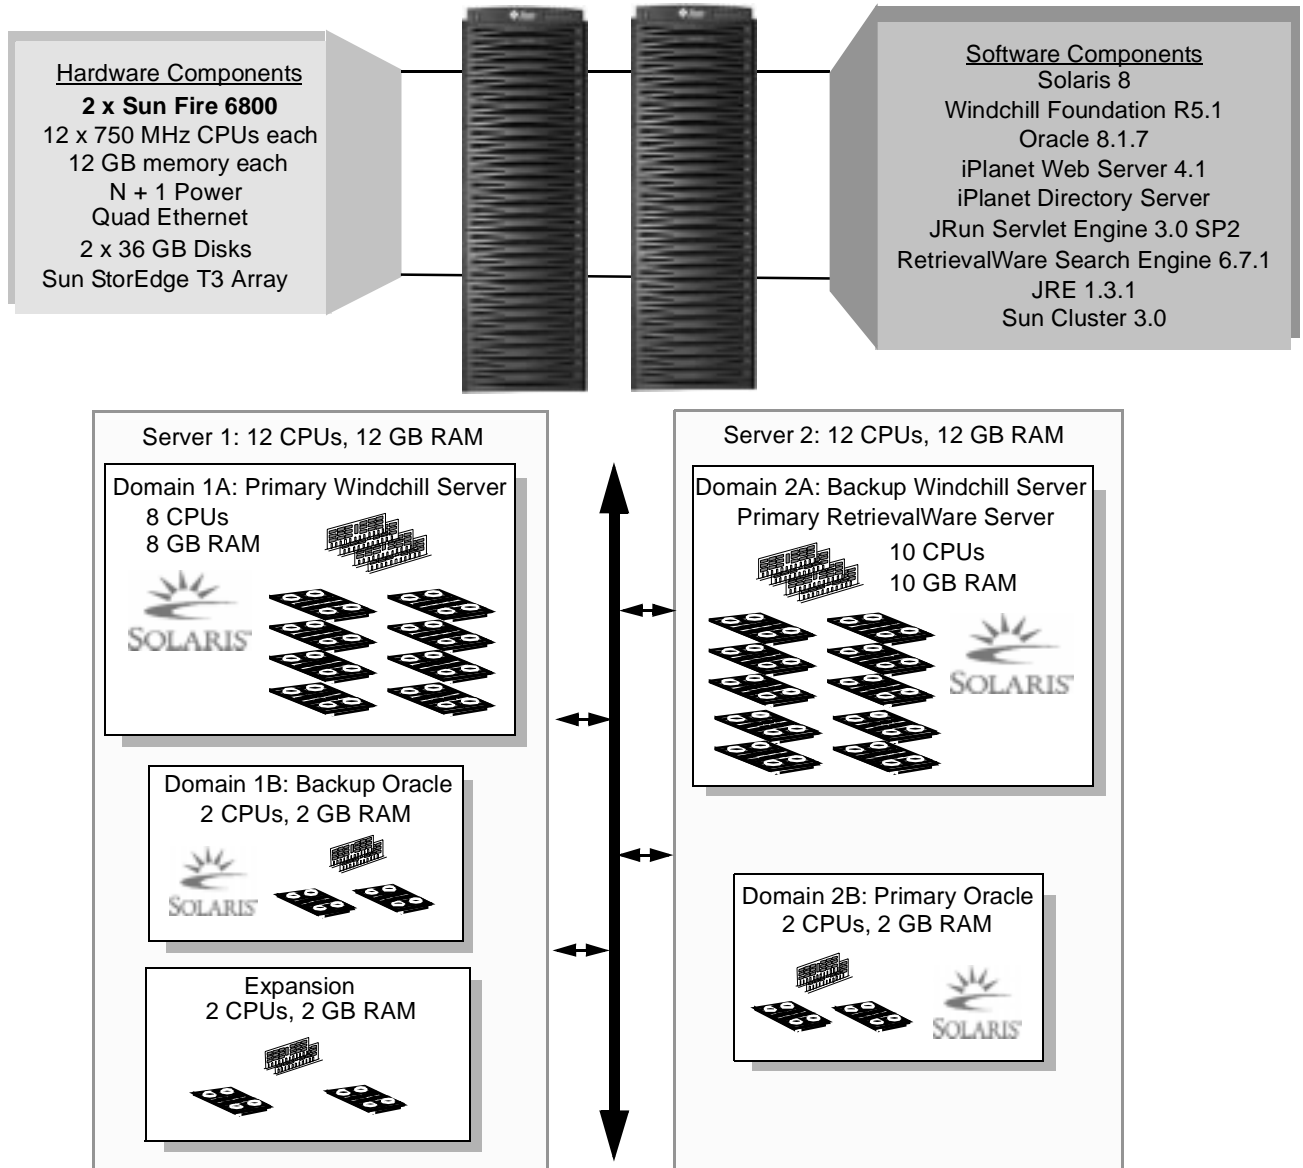 Hardware Components
2 x Sun Fire 6800
12 x 750 MHz CPUs each
12 GB memory each
N + 1 Power
Quad Ethernet
2 x 36 GB Disks
Sun StorEdge T3 Array
Software Components
Solaris 8
Windchill Foundation R5.1
Oracle 8.1.7
iPlanet Web Server 4.1
iPlanet Directory Server
JRun Servlet Engine 3.0 SP2
RetrievalWare Search Engine 6.7.1
JRE 1.3.1
Sun Cluster 3.0
Server 1: 12 CPUs, 12 GB RAM
Domain 1A: Primary Windchill Server
8 CPUs
8 GB RAM
SOLARIS™
Domain 1B: Backup Oracle
2 CPUs, 2 GB RAM
SOLARIS™
Expansion
2 CPUs, 2 GB RAM
Server 2: 12 CPUs, 12 GB RAM
Domain 2A: Backup Windchill Server
Primary RetrievalWare Server
10 CPUs
10 GB RAM
SOLARIS™
Domain 2B: Primary Oracle
2 CPUs, 2 GB RAM
SOLARIS™